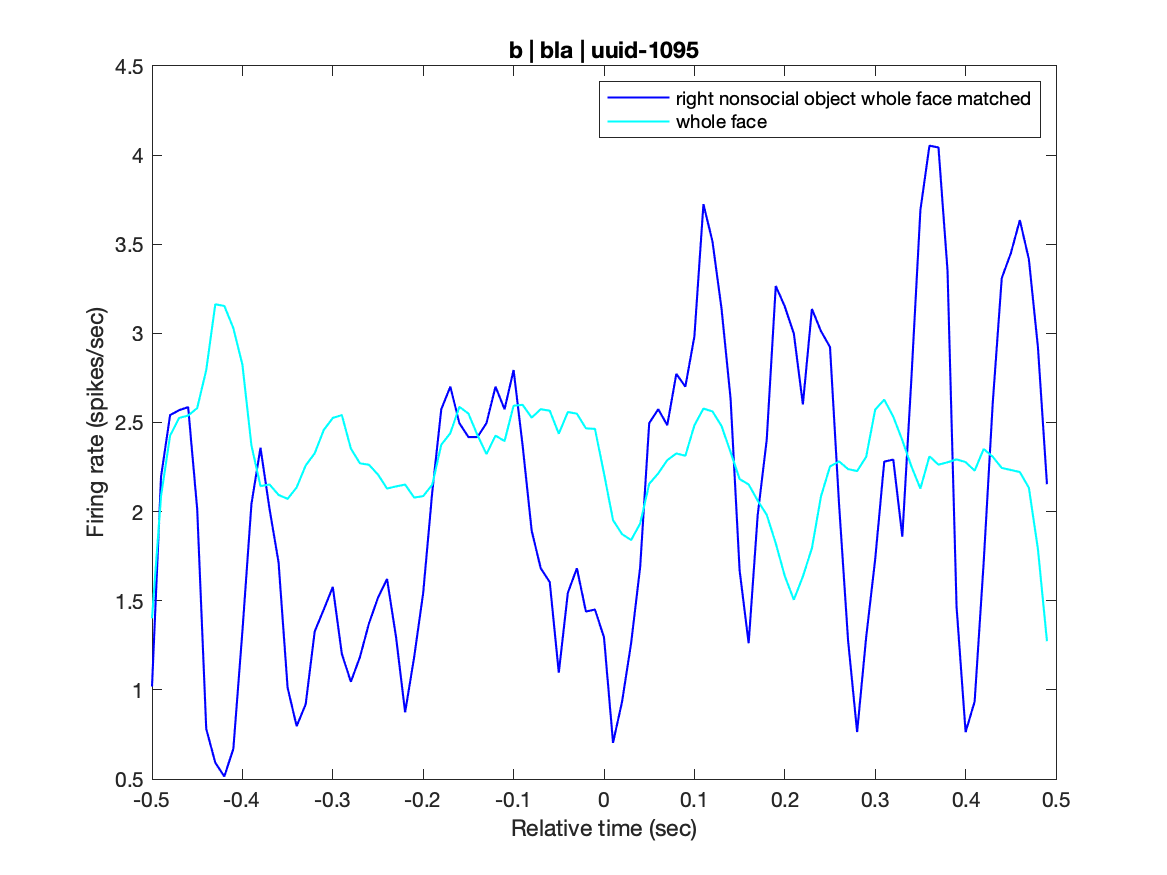 b | bla | uuid-1095
right nonsocial object whole face matched
whole face
Firing rate (spikes/sec)
4.5
4
3.5
3
2.5
2
1.5
1
0.5
-0.5 -0.4 -0.3 -0.2 -0.1 0 0.1 0.2 0.3 0.4 0.5
Relative time (sec)